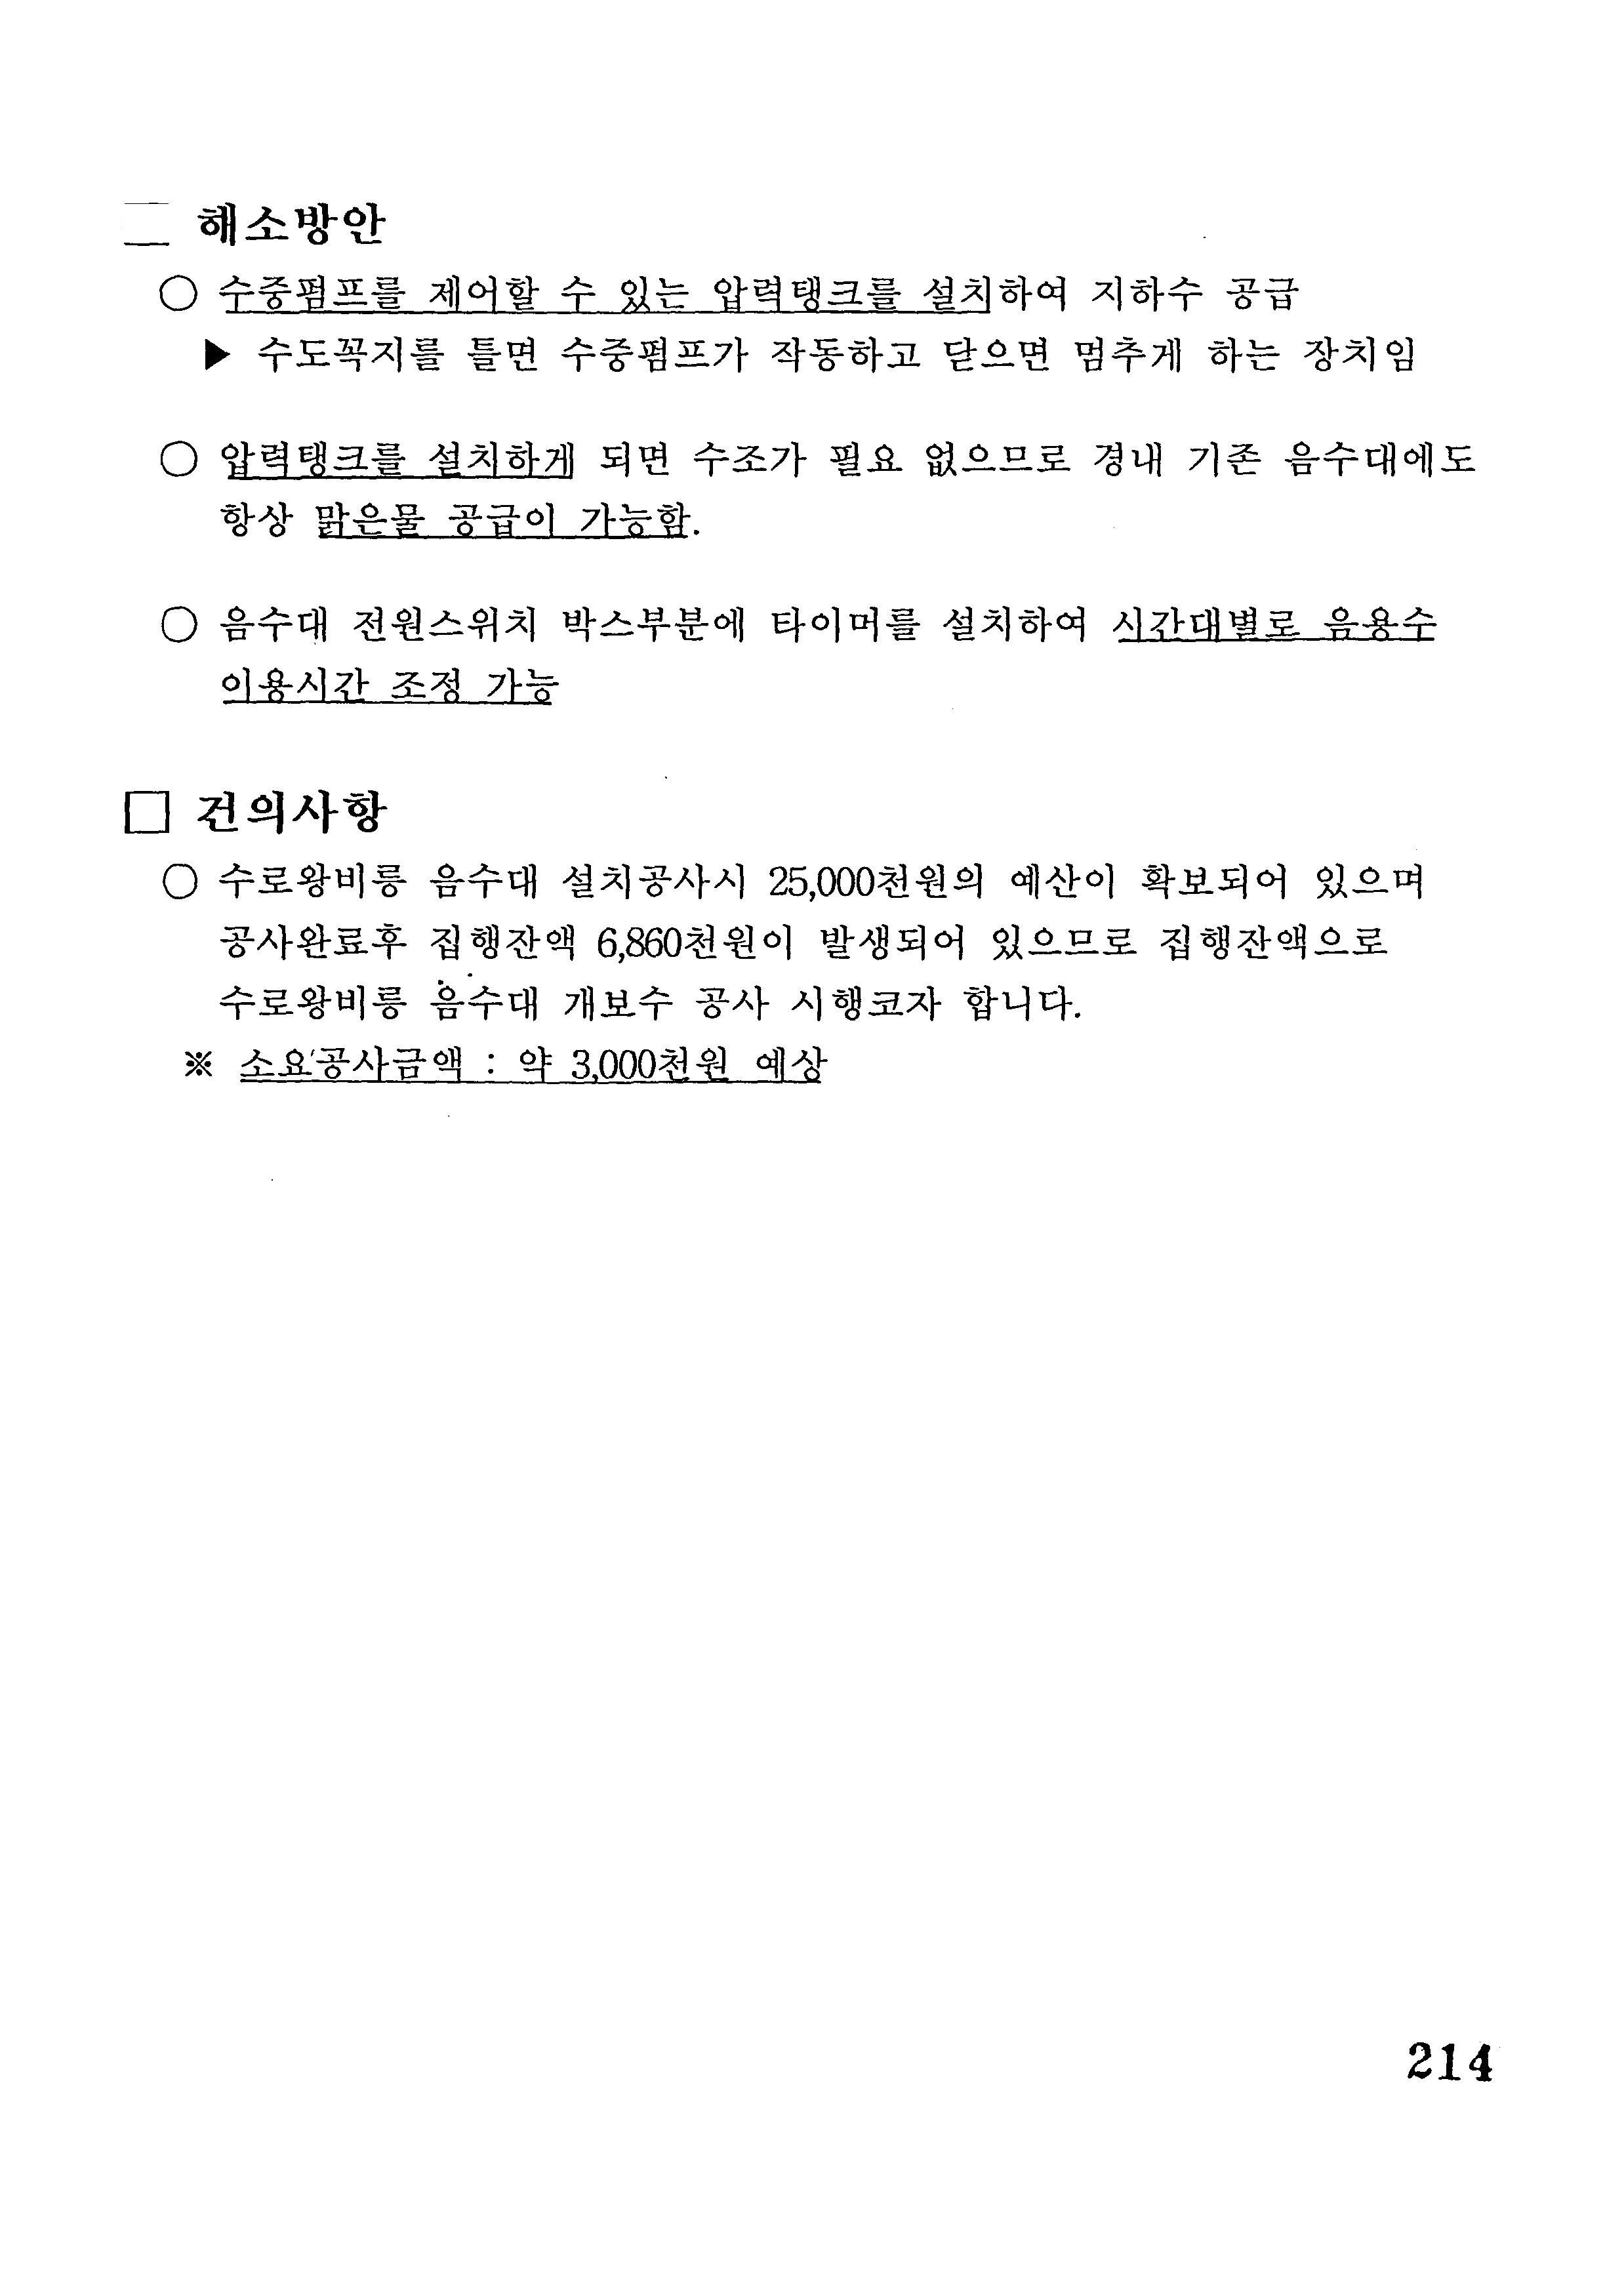 □ 해소방안
○ 수중펌프를 제어할 수 있는 압력탱크를 설치하여 지하수 공급
▶ 수도꼭지를 틀면 수중펌프가 작동하고 닫으면 멈추게 하는 장치임
○ 압력탱크를 설치하게 되면 수조가 필요 없으므로 경내 기존 음수대에도
항상 맑은물 공급이 가능함.
○ 음수대 전원스위치 박스부분에 타이머를 설치하여 시간대별로 음용수
이용시간 조정 가능
□ 건의사항
○ 수로왕비릉 음수대 설치공사시 25,000천원의 예산이 확보되어 있으며
공사완료후 집행잔액 6,860천원이 발생되어 있으므로 집행잔액으로
수로왕비릉 음수대 개보수 공사 시행코자 합니다.
※ 소요공사금액 : 약 3,000천원 예상
214